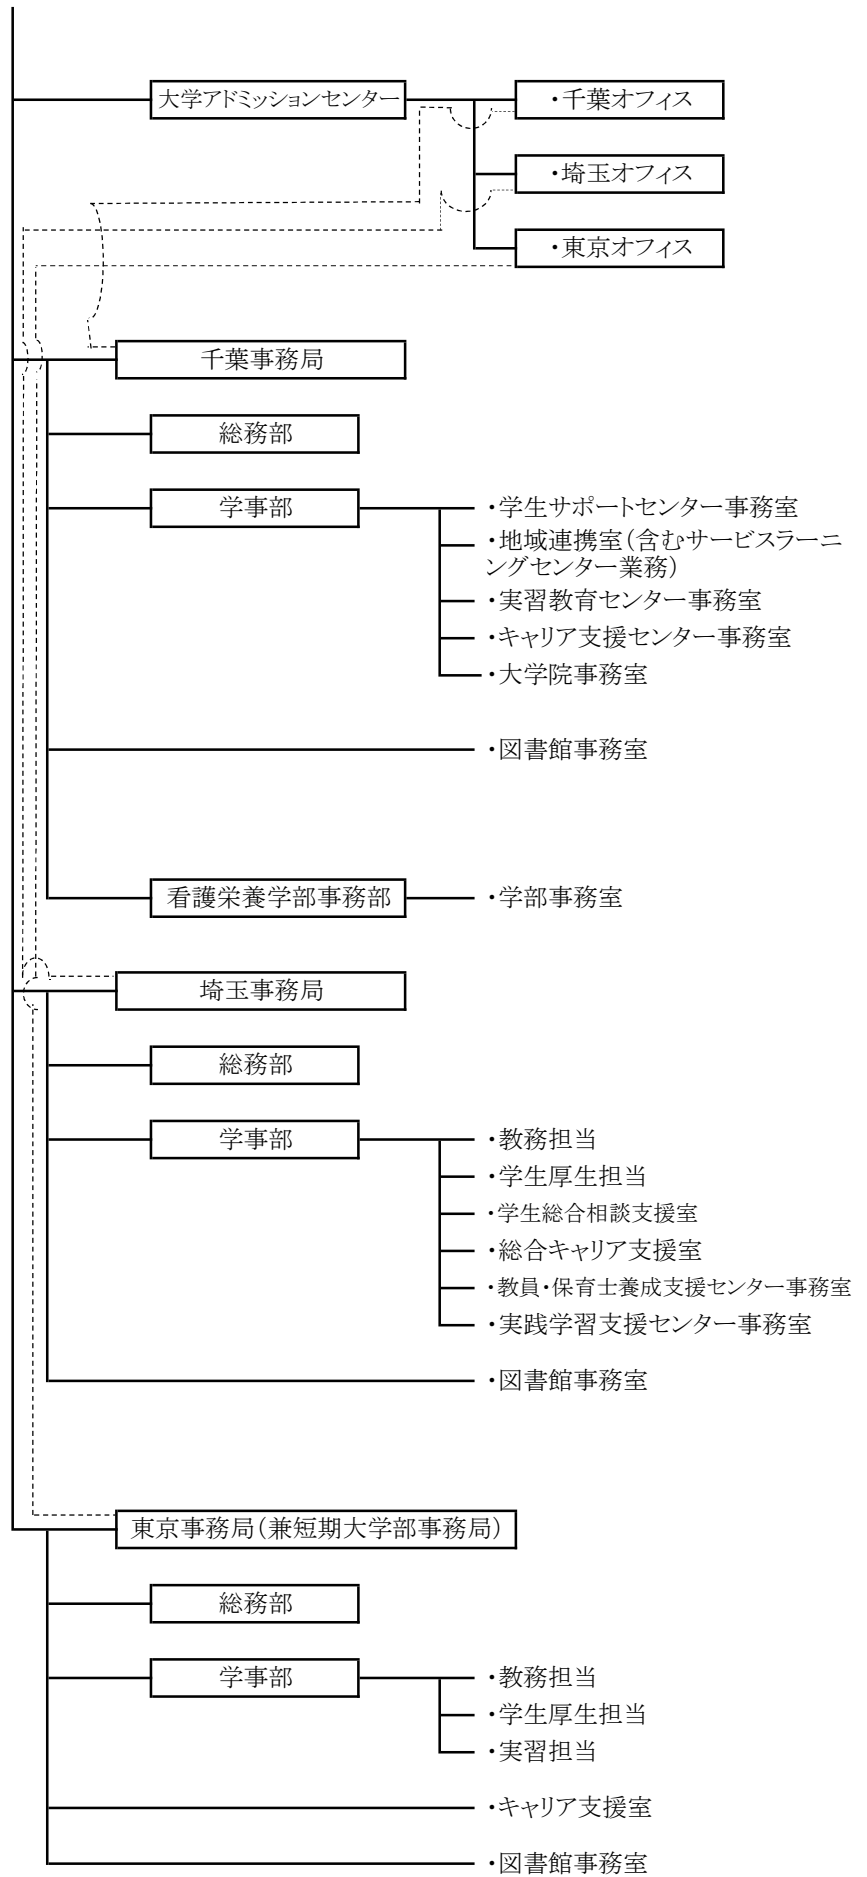 大学アドミッションセンター
・千葉オフィス
・埼玉オフィス
・東京オフィス
千葉事務局
総務部
学事部
・学生サポートセンター事務室
・地域連携室(含むサービスラーニ
ングセンター業務)
・実習教育センター事務室
・キャリア支援センター事務室
・大学院事務室
・図書館事務室
看護栄養学部事務部
・学部事務室
埼玉事務局
総務部
学事部
・教務担当
・学生厚生担当
・学生総合相談支援室
・総合キャリア支援室
・教員・保育士養成支援センター事務室
・実践学習支援センター事務室
・図書館事務室
東京事務局(兼短期大学部事務局)
総務部
学事部
・教務担当
・学生厚生担当
・実習担当
・キャリア支援室
・図書館事務室